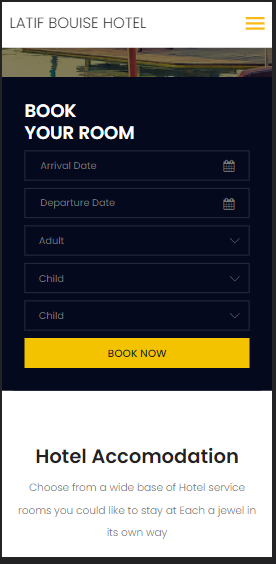 LATIF BOUISE HOTEL
BOOK
YOUR ROOM
Arrival Date
Departure Date
Adult
Child
Child
BOOK NOW
Hotel Accomodation
Choose from a wide base of Hotel service
rooms you could like to stay at Each a jewel in
its own way